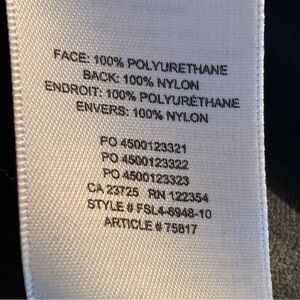 FACE: 100% POLYURETHANE
BACK: 100% NYLON
ENDROIT: 100% POLYURÉTHANE
ENVERS: 100% NYLON
PO 4500123321
PO 4500123322
PO 4500123323
CA 23725 RN 122354
STYLE # FSL4-6948-10
ARTICLE # 75817